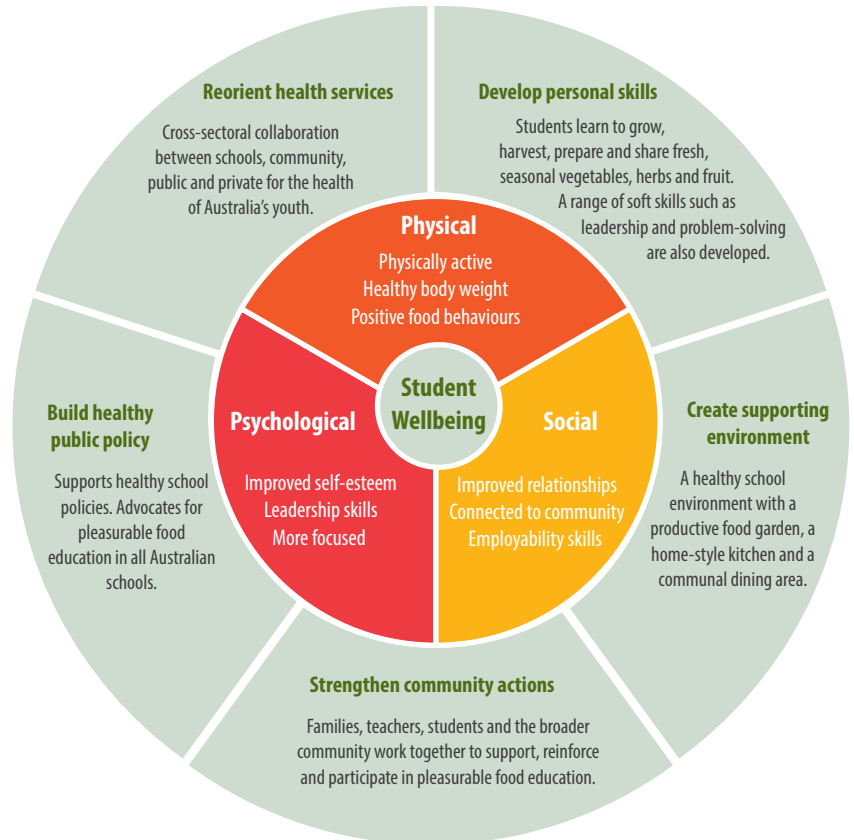 Reorient health services
Cross-sectoral collaboration
between schools, community,
public and private for the health
of Australia’s youth.
Develop personal skills
Students learn to grow,
harvest, prepare and share fresh,
seasonal vegetables, herbs and fruit.
A range of soft skills such as
leadership and problem-solving
are also developed.
Physical
Physically active
Healthy body weight
Positive food behaviours
Student
Wellbeing
Psychological
Improved self-esteem
Leadership skills
More focused
Social
Improved relationships
Connected to community
Employability skills
Build healthy
public policy
Supports healthy school
policies. Advocates for
pleasurable food
education in all Australian
schools.
Create supporting
environment
A healthy school
environment with a
productive food garden, a
home-style kitchen and a
communal dining area.
Strengthen community actions
Families, teachers, students and the broader
community work together to support, reinforce
and participate in pleasurable food education.